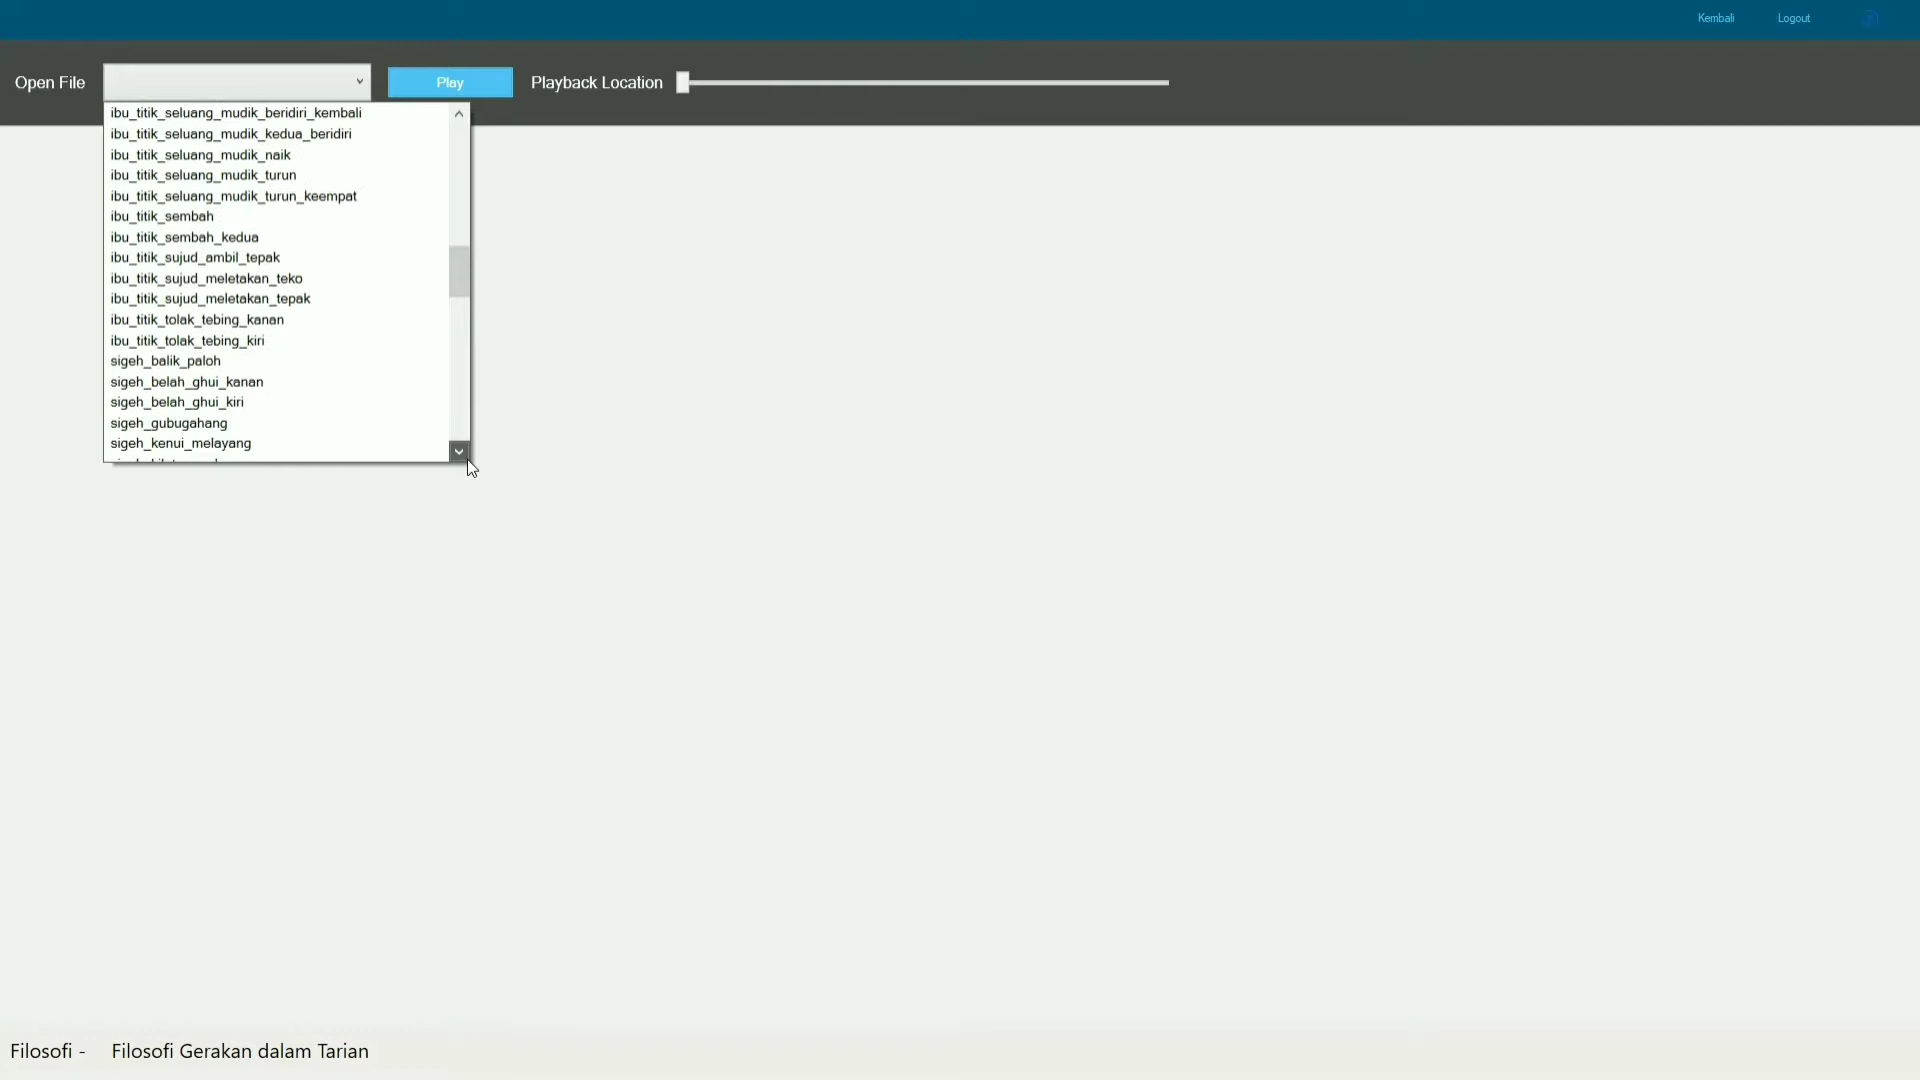 Kembali Logout
Open File Play Playback Location
ibu_titik_seluang_mudik_beridiri_kembali
ibu_titik_seluang_mudik_kedua_beridiri
ibu_titik_seluang_mudik_naik
ibu_titik_seluang_mudik_turun
ibu_titik_seluang_mudik_turun_keempat
ibu_titik_sembah
ibu_titik_sembah_kedua
ibu_titik_sujud_ambil_tepak
ibu_titik_sujud_meletakan_teko
ibu_titik_sujud_meletakan_tepak
ibu_titik_tolak_tebing_kanan
ibu_titik_tolak_tebing_kiri
sigeh_balik_paloh
sigeh_belah_ghui_kanan
sigeh_belah_ghui_kiri
sigeh_gubugahang
sigeh_kenui_melayang
Filosofi - Filosofi Gerakan dalam Tarian